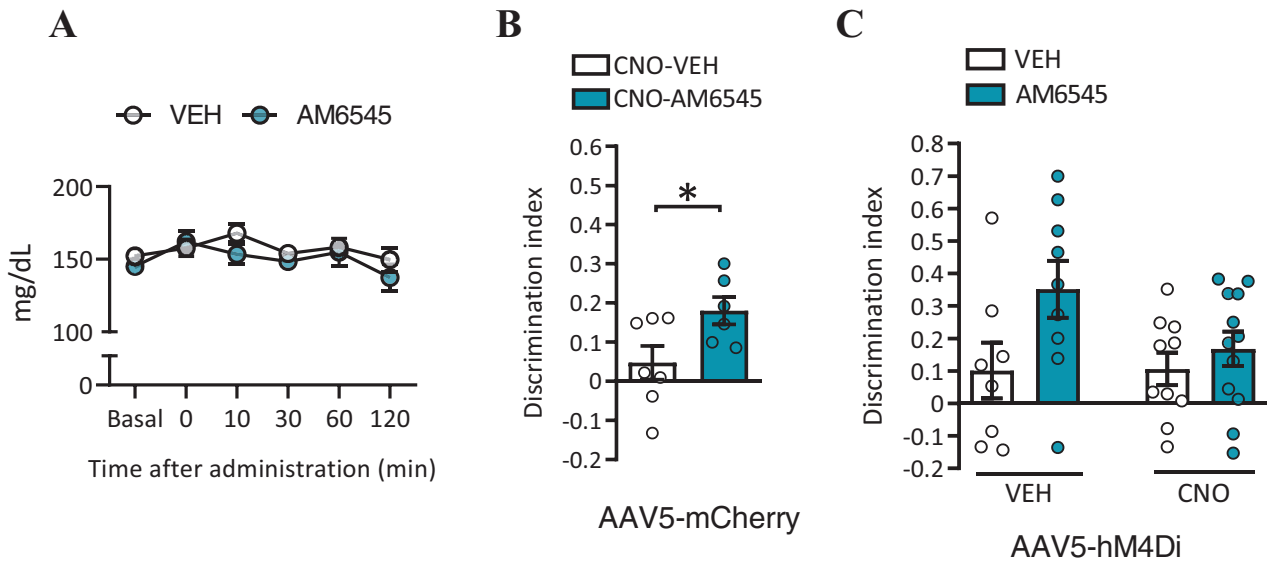 A
VEH AM6545
mg/dL
200
150
100
0
Basal 0 10 30 60 120
Time after administration (min)
B
CNO-VEH
CNO-AM6545
Discrimination index
0.6
0.5
0.4
0.3
0.2
0.1
0
-0.1
-0.2
*
AAV5-mCherry
C
VEH
AM6545
Discrimination index
0.8
0.7
0.6
0.5
0.4
0.3
0.2
0.1
0
-0.1
-0.2
VEH CNO
AAV5-hM4Di